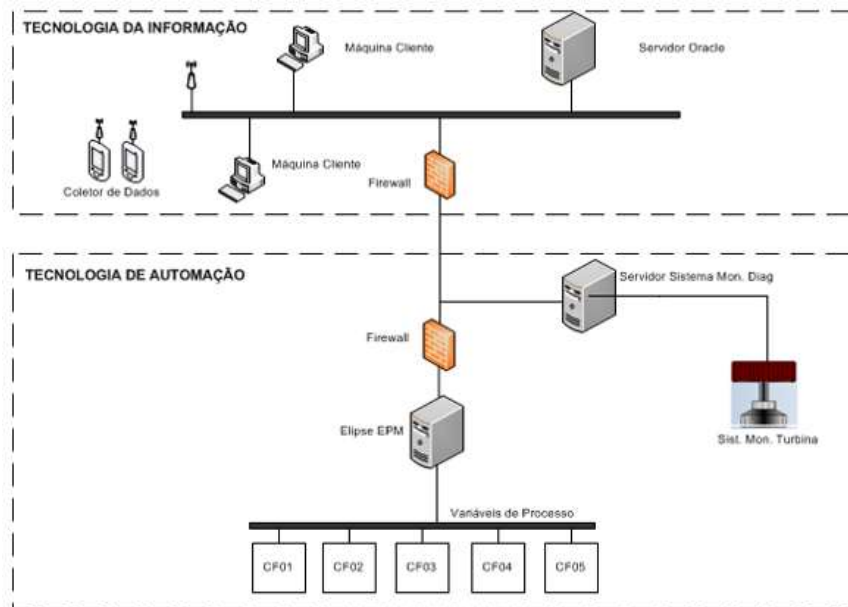 TECNOLOGIA DA INFORMAÇÃO
Máquina Cliente
Servidor Oracle
Máquina Cliente
Coletor de Dados
Firewall
TECNOLOGIA DE AUTOMAÇÃO
Servidor Sistema Mon. Diag
Firewall
Elipse EPM
Sist. Mon. Turbina
Variáveis de Processo
CF01
CF02
CF03
CF04
CF05